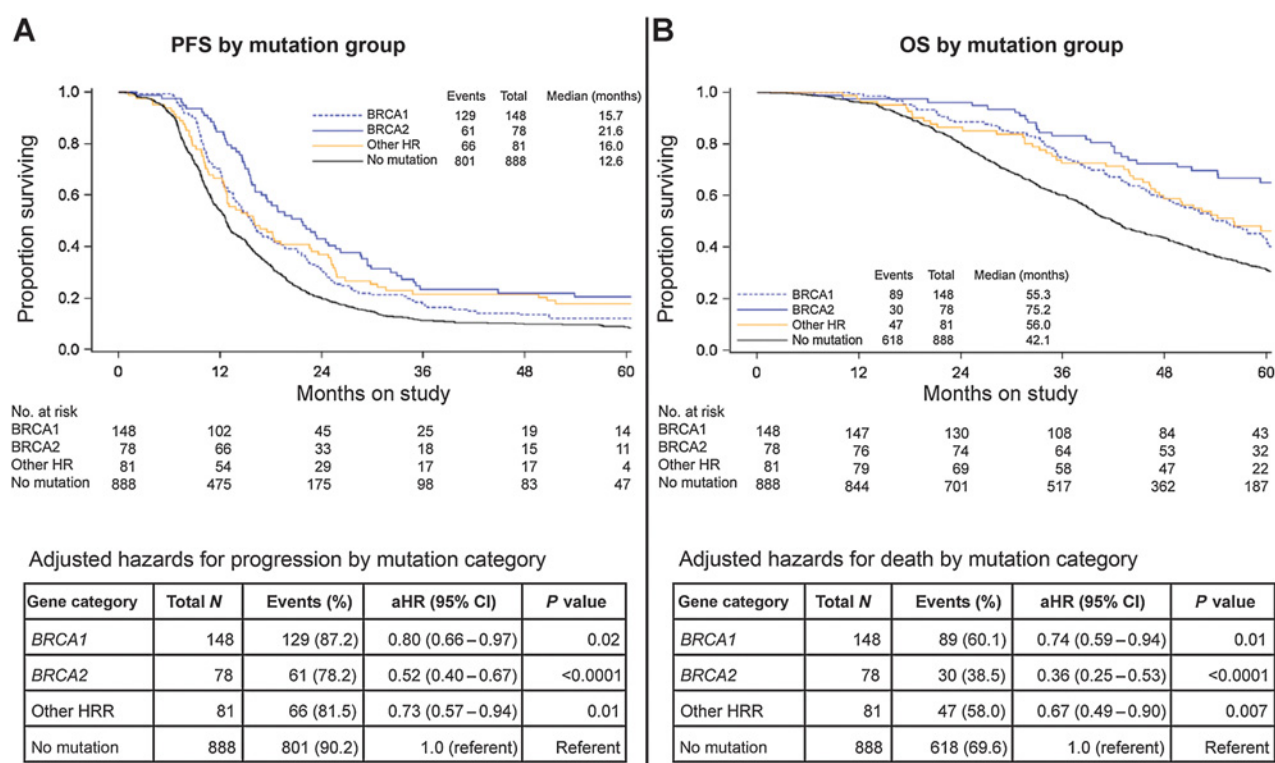 A
PFS by mutation group
Proportion surviving
1.0
0.8
0.6
0.4
0.2
0.0
Events Total Median (months)
BRCA1 129 148 15.7
BRCA2 61 78 21.6
Other HR 66 81 16.0
No mutation 801 888 12.6
0 12 24 36 48 60
Months on study
No. at risk
BRCA1 148 102 45 25 19 14
BRCA2 78 66 33 18 15 11
Other HR 81 54 29 17 17 4
No mutation 888 475 175 98 83 47
Adjusted hazards for progression by mutation category
Gene category Total N Events (%) aHR (95% CI) P value
BRCA1 148 129 (87.2) 0.80 (0.66–0.97) 0.02
BRCA2 78 61 (78.2) 0.52 (0.40–0.67) <0.0001
Other HRR 81 66 (81.5) 0.73 (0.57–0.94) 0.01
No mutation 888 801 (90.2) 1.0 (referent) Referent
B
OS by mutation group
Proportion surviving
1.0
0.8
0.6
0.4
0.2
0.0
Events Total Median (months)
BRCA1 89 148 55.3
BRCA2 30 78 75.2
Other HR 47 81 56.0
No mutation 618 888 42.1
0 12 24 36 48 60
Months on study
No. at risk
BRCA1 148 147 130 108 84 43
BRCA2 78 76 74 64 53 32
Other HR 81 79 69 58 47 22
No mutation 888 844 701 517 362 187
Adjusted hazards for death by mutation category
Gene category Total N Events (%) aHR (95% CI) P value
BRCA1 148 89 (60.1) 0.74 (0.59–0.94) 0.01
BRCA2 78 30 (38.5) 0.36 (0.25–0.53) <0.0001
Other HRR 81 47 (58.0) 0.67 (0.49–0.90) 0.007
No mutation 888 618 (69.6) 1.0 (referent) Referent